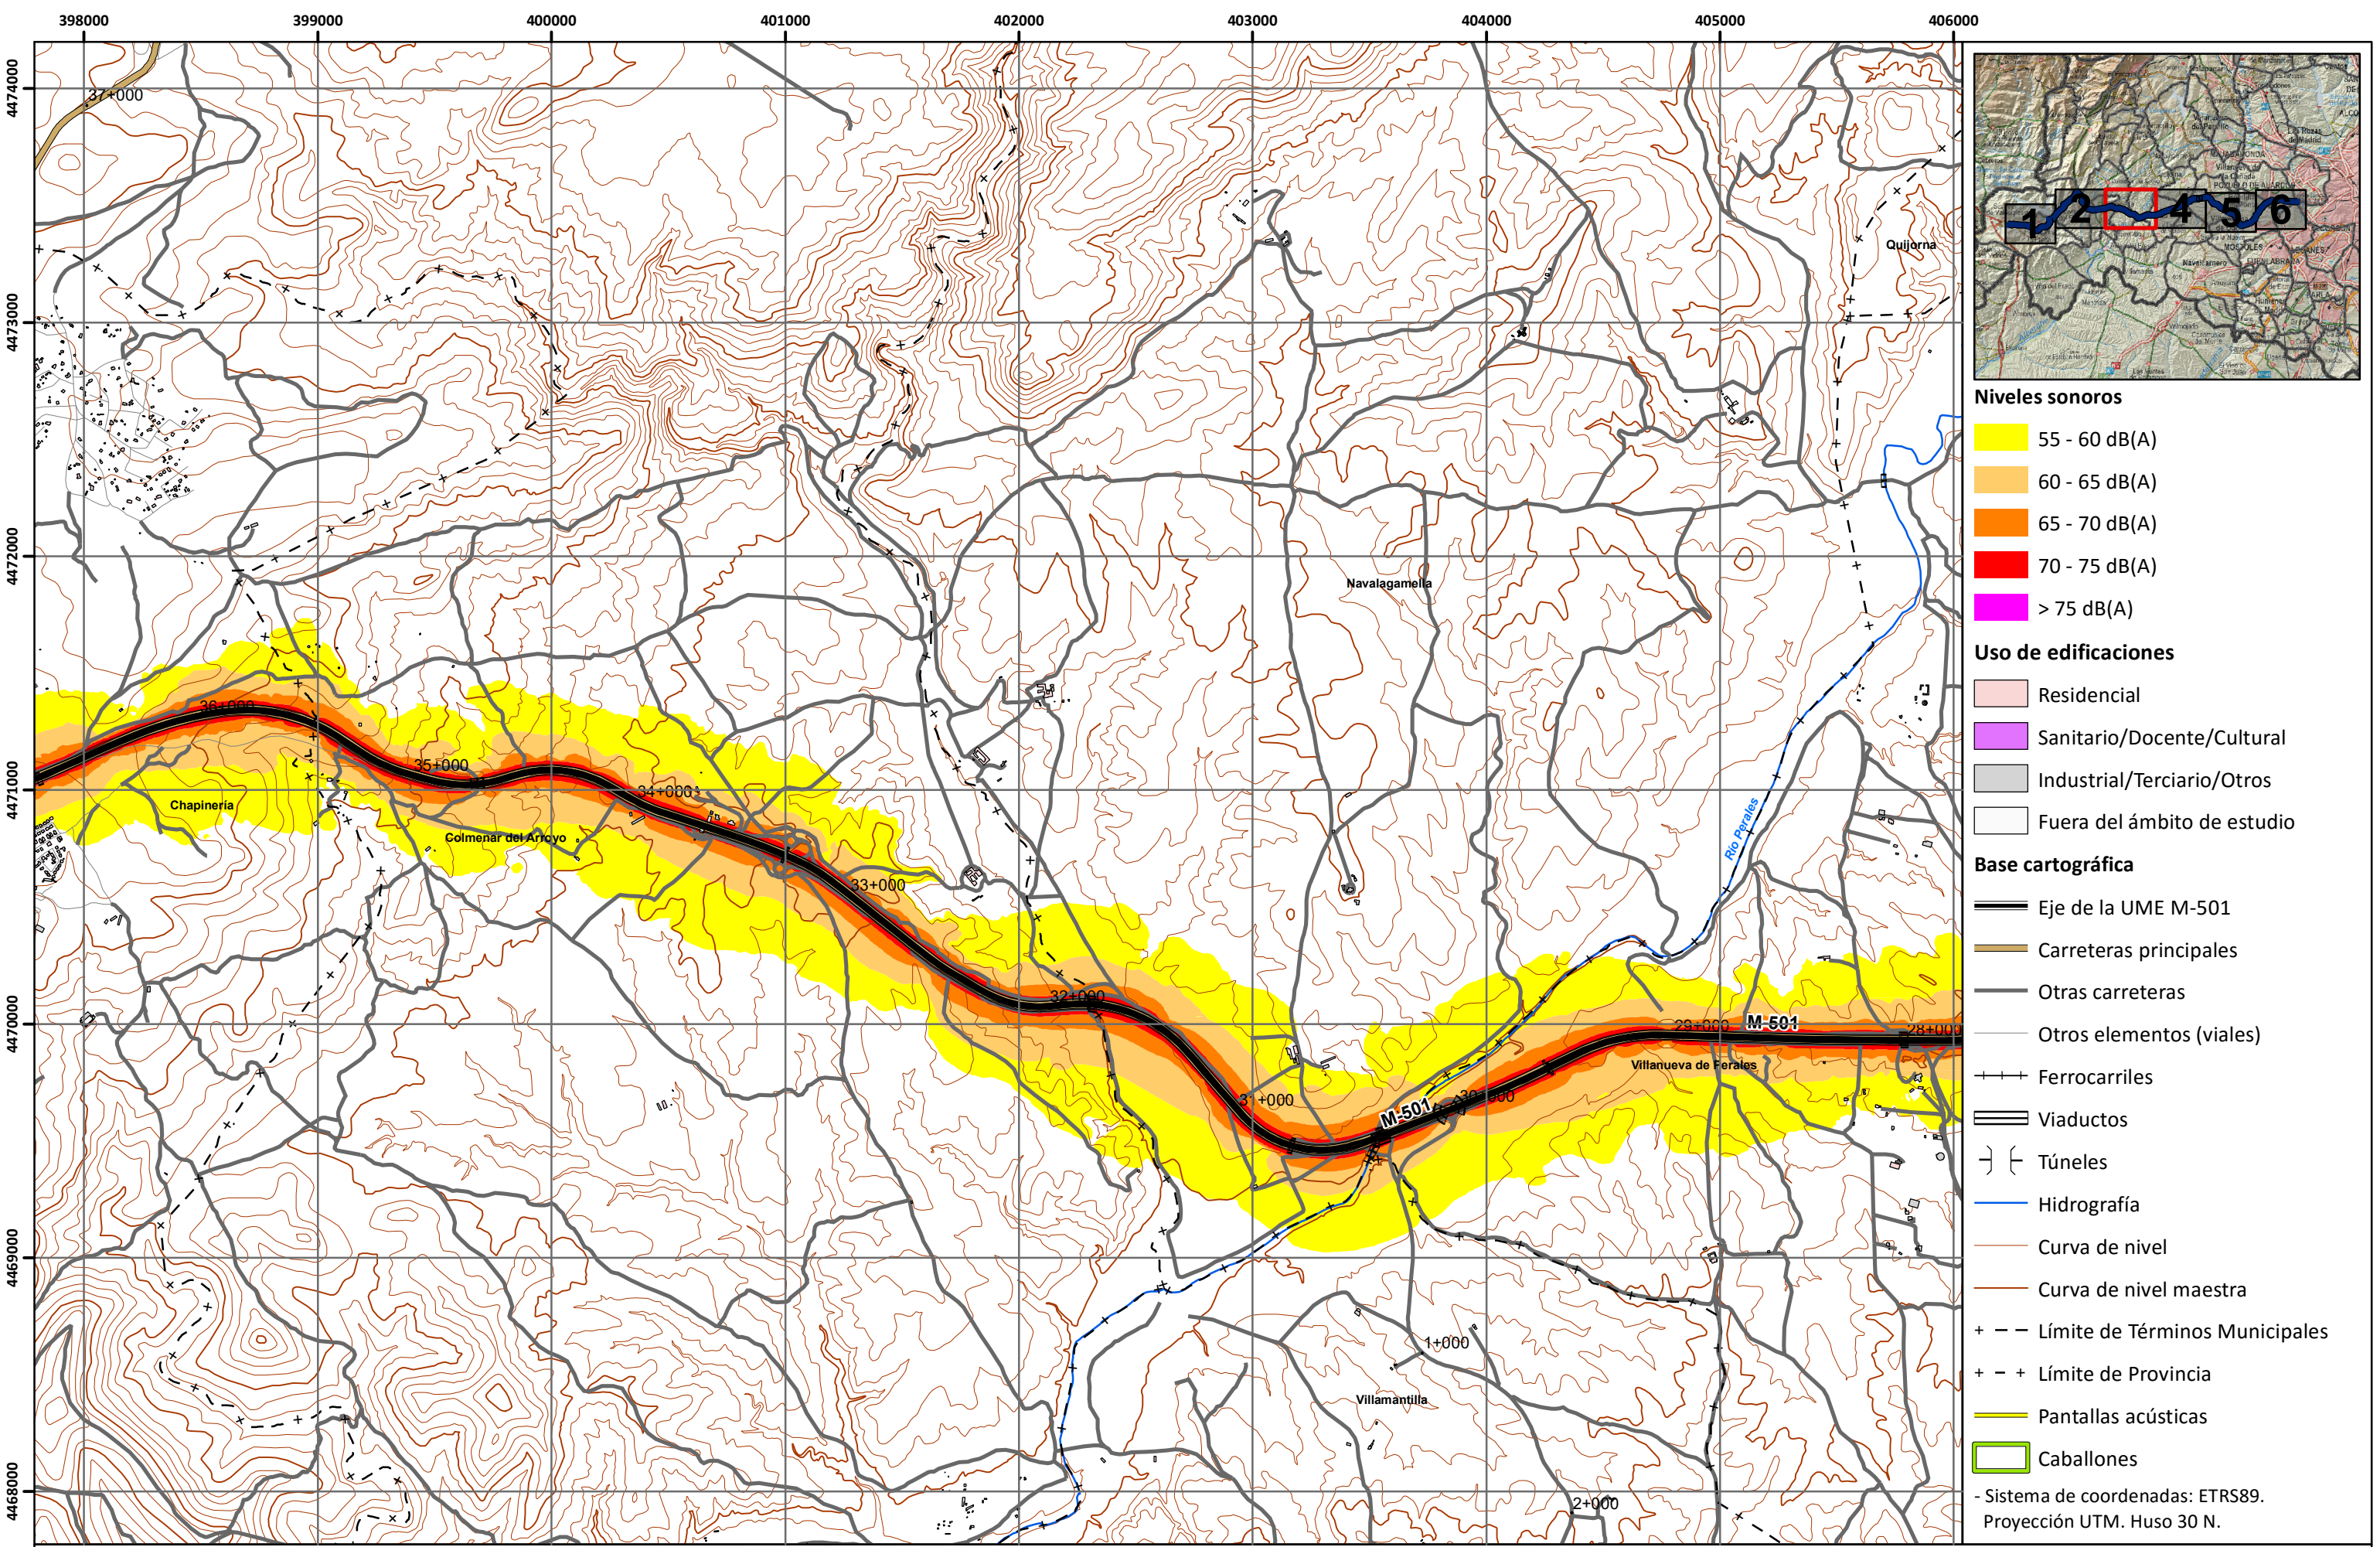 398000 399000 400000 401000 402000 403000 404000 405000 406000
4474000
4473000
4472000
4471000
4470000
4469000
4468000
37+000
Quijorna
Navalagamella
36+000
35+000
34+000
Chapinería
Colmenar del Arroyo
33+000
Río Perales
32+000
29+000
M-501
28+000
Villanueva de Perales
31+000
M-501
30+000
1+000
Villamantilla
2+000
1 2 4 5 6
MOSTOLES
Navalcarnero
Niveles sonoros
55 - 60 dB(A)
60 - 65 dB(A)
65 - 70 dB(A)
70 - 75 dB(A)
> 75 dB(A)
Uso de edificaciones
Residencial
Sanitario/Docente/Cultural
Industrial/Terciario/Otros
Fuera del ámbito de estudio
Base cartográfica
Eje de la UME M-501
Carreteras principales
Otras carreteras
Otros elementos (viales)
Ferrocarriles
Viaductos
Túneles
Hidrografía
Curva de nivel
Curva de nivel maestra
Límite de Términos Municipales
Límite de Provincia
Pantallas acústicas
Caballones
- Sistema de coordenadas: ETRS89.
Proyección UTM. Huso 30 N.